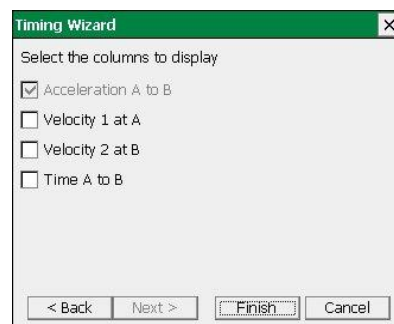 Timing Wizard
Select the columns to display
Acceleration A to B
Velocity 1 at A
Velocity 2 at B
Time A to B
< Back Next > Finish Cancel